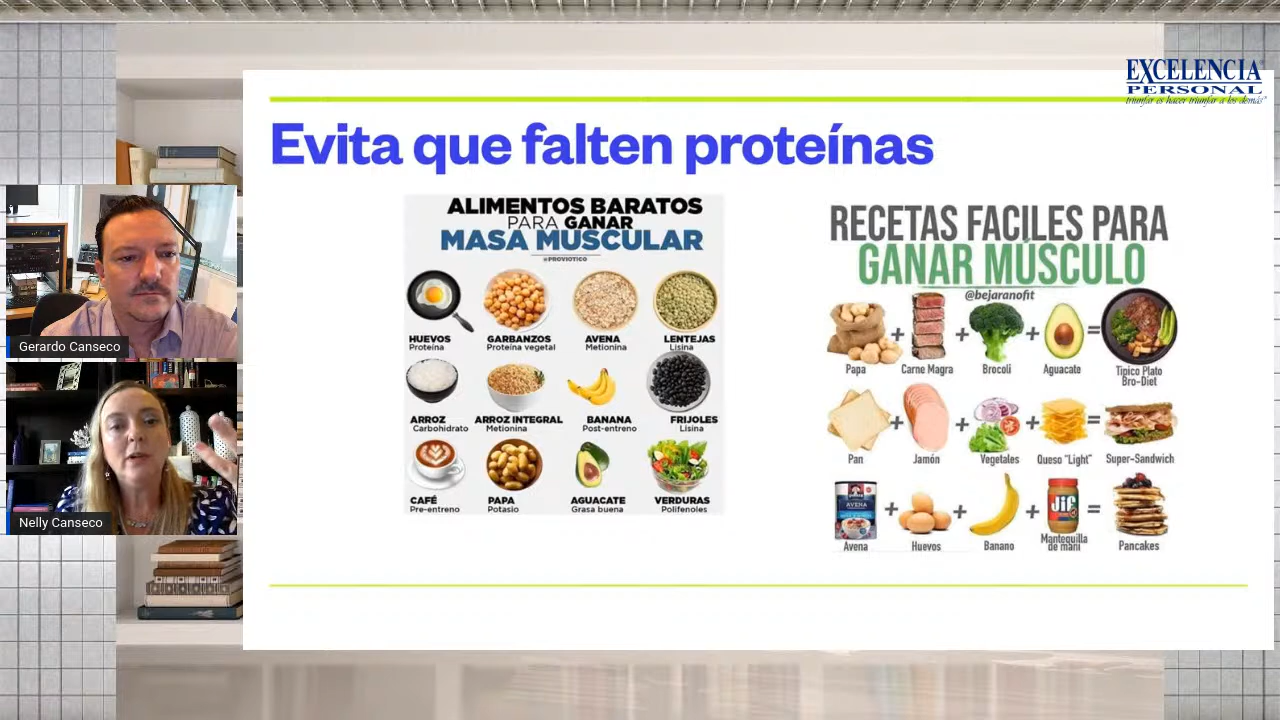 EXCELENCIA
PERSONAL
triunfar es hacer triunfar a los demás
Evita que falten proteínas
ALIMENTOS BARATOS
PARA GANAR
MASA MUSCULAR
@PROVIOTICO
HUEVOS
Proteína
GARBANZOS
Proteína vegetal
AVENA
Metionina
LENTEJAS
Lisina
ARROZ
Carbohidrato
ARROZ INTEGRAL
Metionina
BANANA
Post-entreno
FRIJOLES
Lisina
CAFÉ
Pre-entreno
PAPA
Potasio
AGUACATE
Grasa buena
VERDURAS
Polifenoles
RECETAS FACILES PARA
GANAR MÚSCULO
@bejaranofit
Papa
+
Carne Magra
+
Brocoli
+
Aguacate
=
Tipico Plato
Bro-Diet
Pan
+
Jamón
+
Vegetales
+
Queso "Light"
=
Super-Sandwich
AVENA
Avena
+
Huevos
+
Banano
+
Jif
Mantequilla
de mani
=
Pancakes
Gerardo Canseco
Nelly Canseco